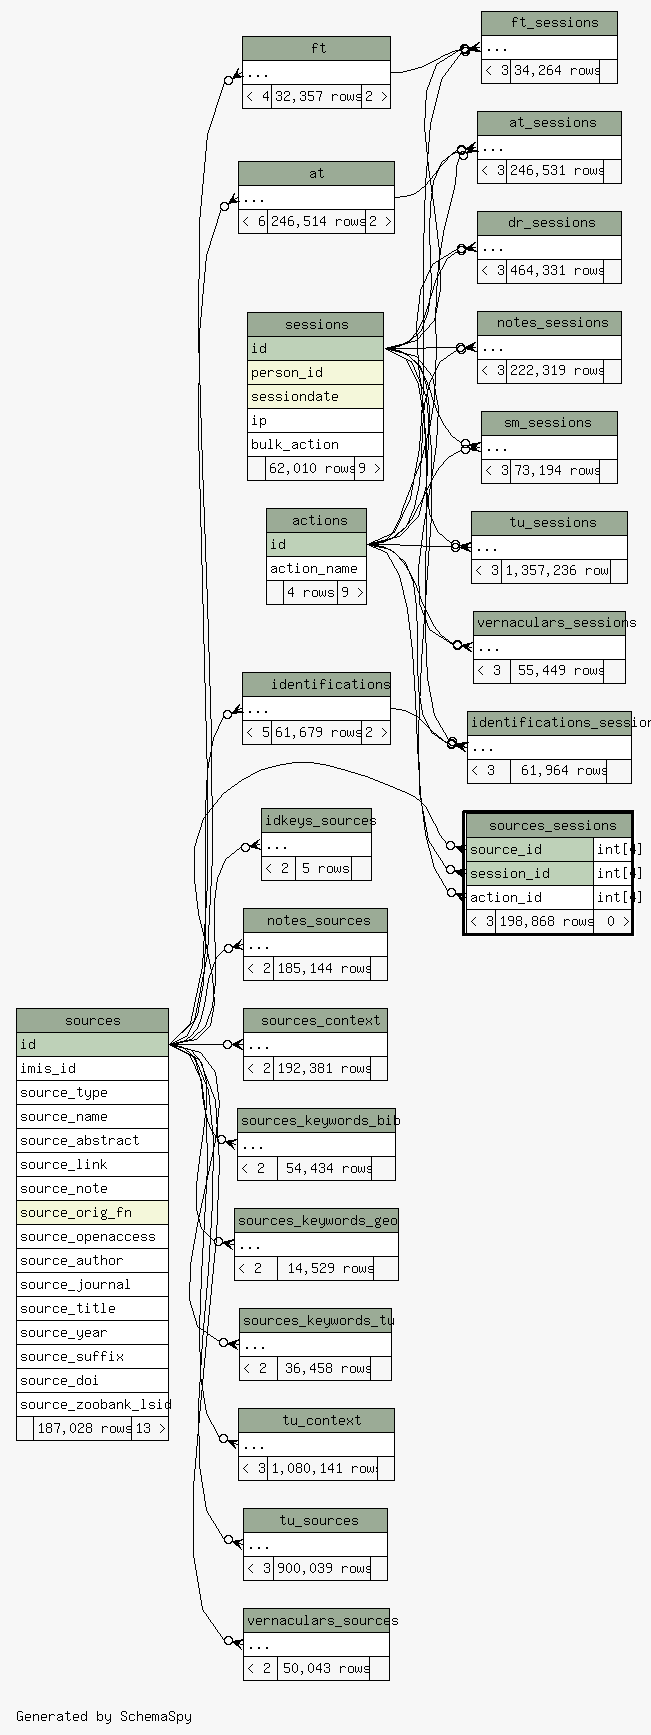 ft
...
< 4 32,357 rows 2 >
at
...
< 6 246,514 rows 2 >
sessions
id
person_id
sessiondate
ip
bulk_action
62,010 rows 9 >
actions
id
action_name
4 rows 9 >
identifications
...
< 5 61,679 rows 2 >
idkeys_sources
...
< 2 5 rows
notes_sources
...
< 2 185,144 rows
sources_context
...
< 2 192,381 rows
sources_keywords_bib
...
< 2 54,434 rows
sources_keywords_geo
...
< 2 14,529 rows
sources_keywords_tu
...
< 2 36,458 rows
tu_context
...
< 3 1,080,141 rows
tu_sources
...
< 3 900,039 rows
vernaculars_sources
...
< 2 50,043 rows
ft_sessions
...
< 3 34,264 rows
at_sessions
...
< 3 246,531 rows
dr_sessions
...
< 3 464,331 rows
notes_sessions
...
< 3 222,319 rows
sm_sessions
...
< 3 73,194 rows
tu_sessions
...
< 3 1,357,236 row
vernaculars_sessions
...
< 3 55,449 rows
identifications_session
...
< 3 61,964 rows
sources_sessions
source_id int[4]
session_id int[4]
action_id int[4]
< 3 198,868 rows 0 >
sources
id
imis_id
source_type
source_name
source_abstract
source_link
source_note
source_orig_fn
source_openaccess
source_author
source_journal
source_title
source_year
source_suffix
source_doi
source_zoobank_lsid
187,028 rows 13 >
Generated by SchemaSpy